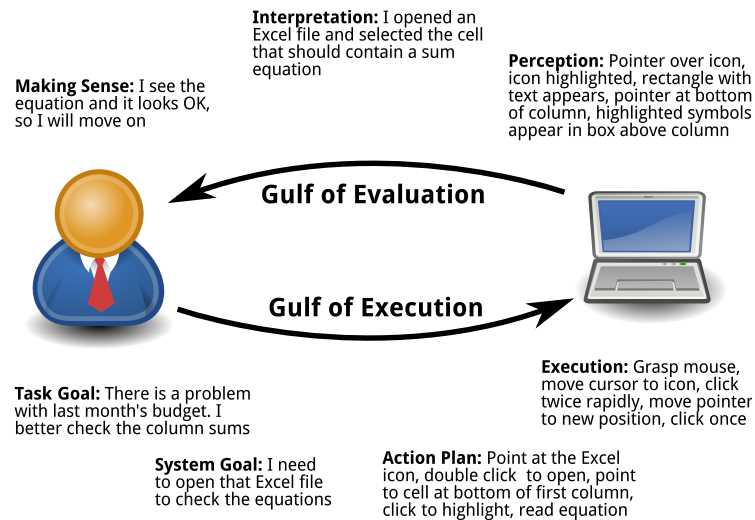 Interpretation: I opened an
Excel file and selected the cell
that should contain a sum
equation
Perception: Pointer over icon,
icon highlighted, rectangle with
text appears, pointer at bottom
of column, highlighted symbols
appear in box above column
Making Sense: I see the
equation and it looks OK,
so I will move on
Gulf of Evaluation
Gulf of Execution
Execution: Grasp mouse,
move cursor to icon, click
twice rapidly, move pointer
to new position, click once
Task Goal: There is a problem
with last month's budget. I
better check the column sums
System Goal: I need
to open that Excel file
to check the equations
Action Plan: Point at the Excel
icon, double click  to open, point
to cell at bottom of first column,
click to highlight, read equation